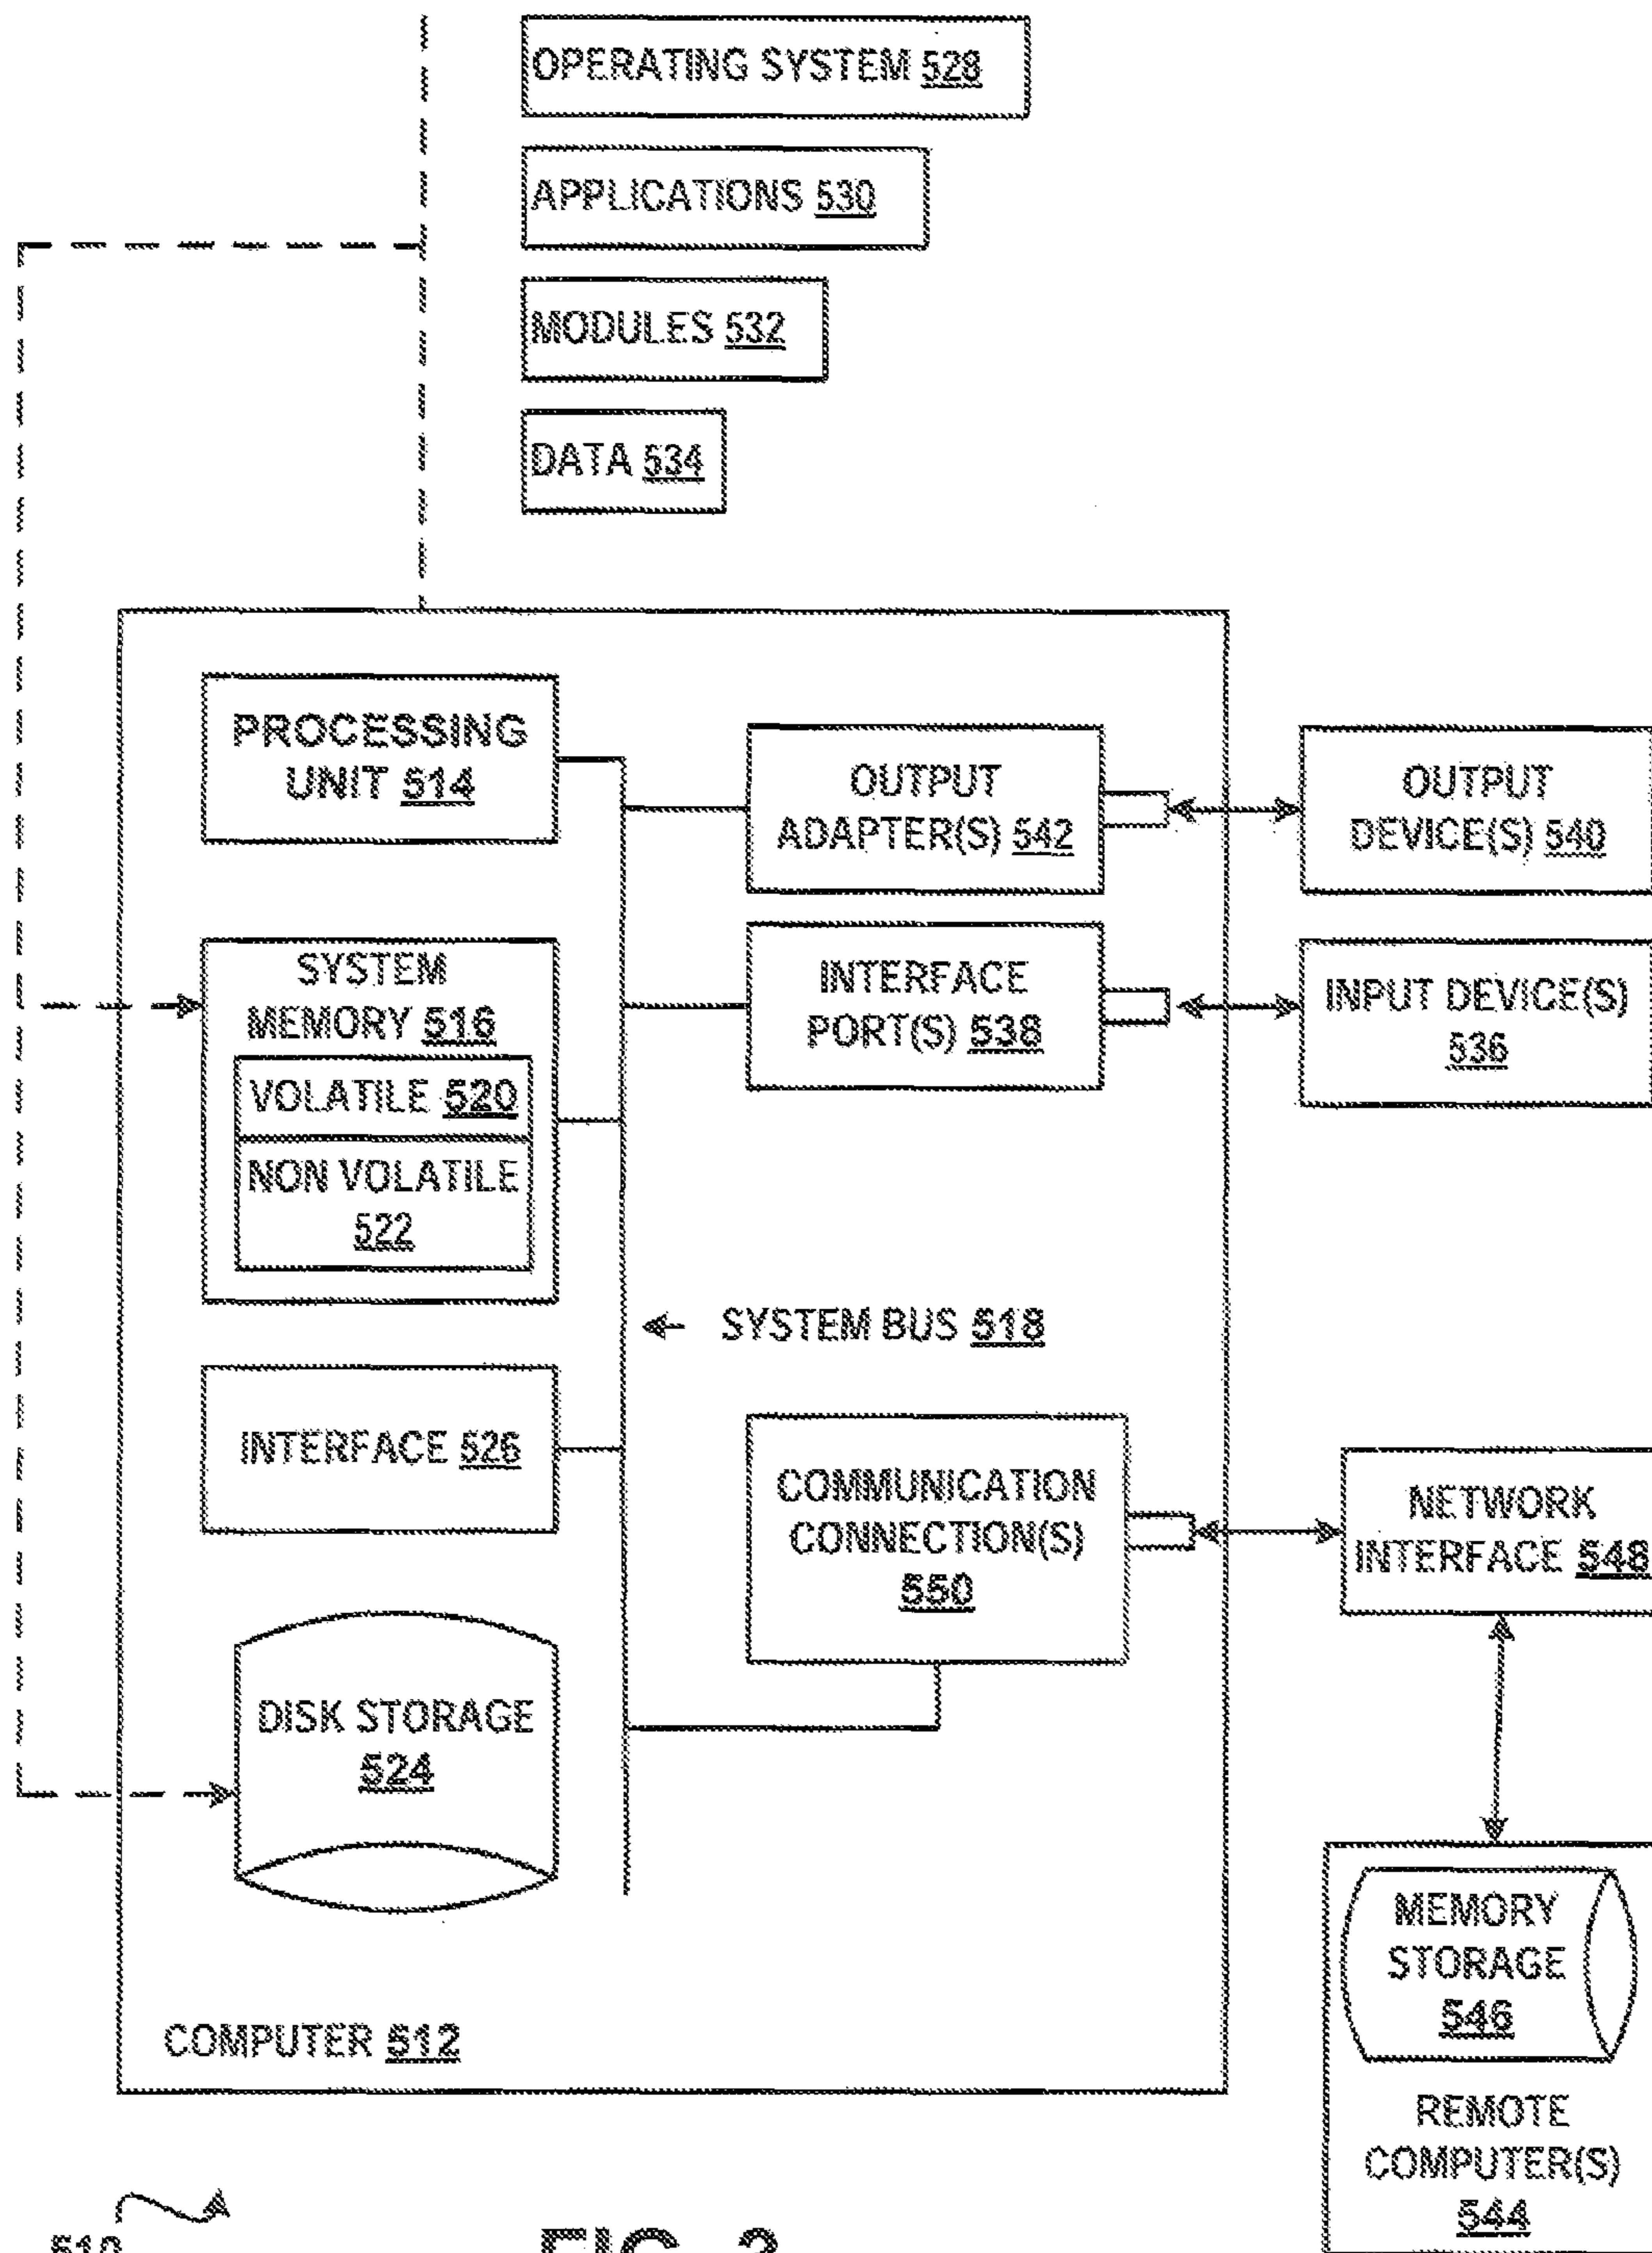 OPERATING SYSTEM 528
APPLICATIONS 530
MODULES 532
DATA 534
PROCESSING
UNIT 514
OUTPUT
ADAPTER(S) 542
OUTPUT
DEVICE(S) 540
SYSTEM
MEMORY 516
VOLATILE 520
NON VOLATILE
522
INTERFACE
PORT(S) 538
INPUT DEVICE(S)
536
SYSTEM BUS 518
INTERFACE 526
COMMUNICATION
CONNECTION(S)
550
NETWORK
INTERFACE 548
DISK STORAGE
524
MEMORY
STORAGE
546
REMOTE
COMPUTER(S)
544
COMPUTER 512
FIG.